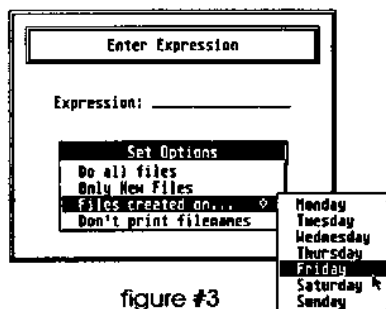 Enter Expression
Expression:
Set Options
Do all files
Only New Files
Files created on...
Don't print filenames
Monday
Tuesday
Wednesday
Thursday
Friday
Saturday
Sunday
figure #3